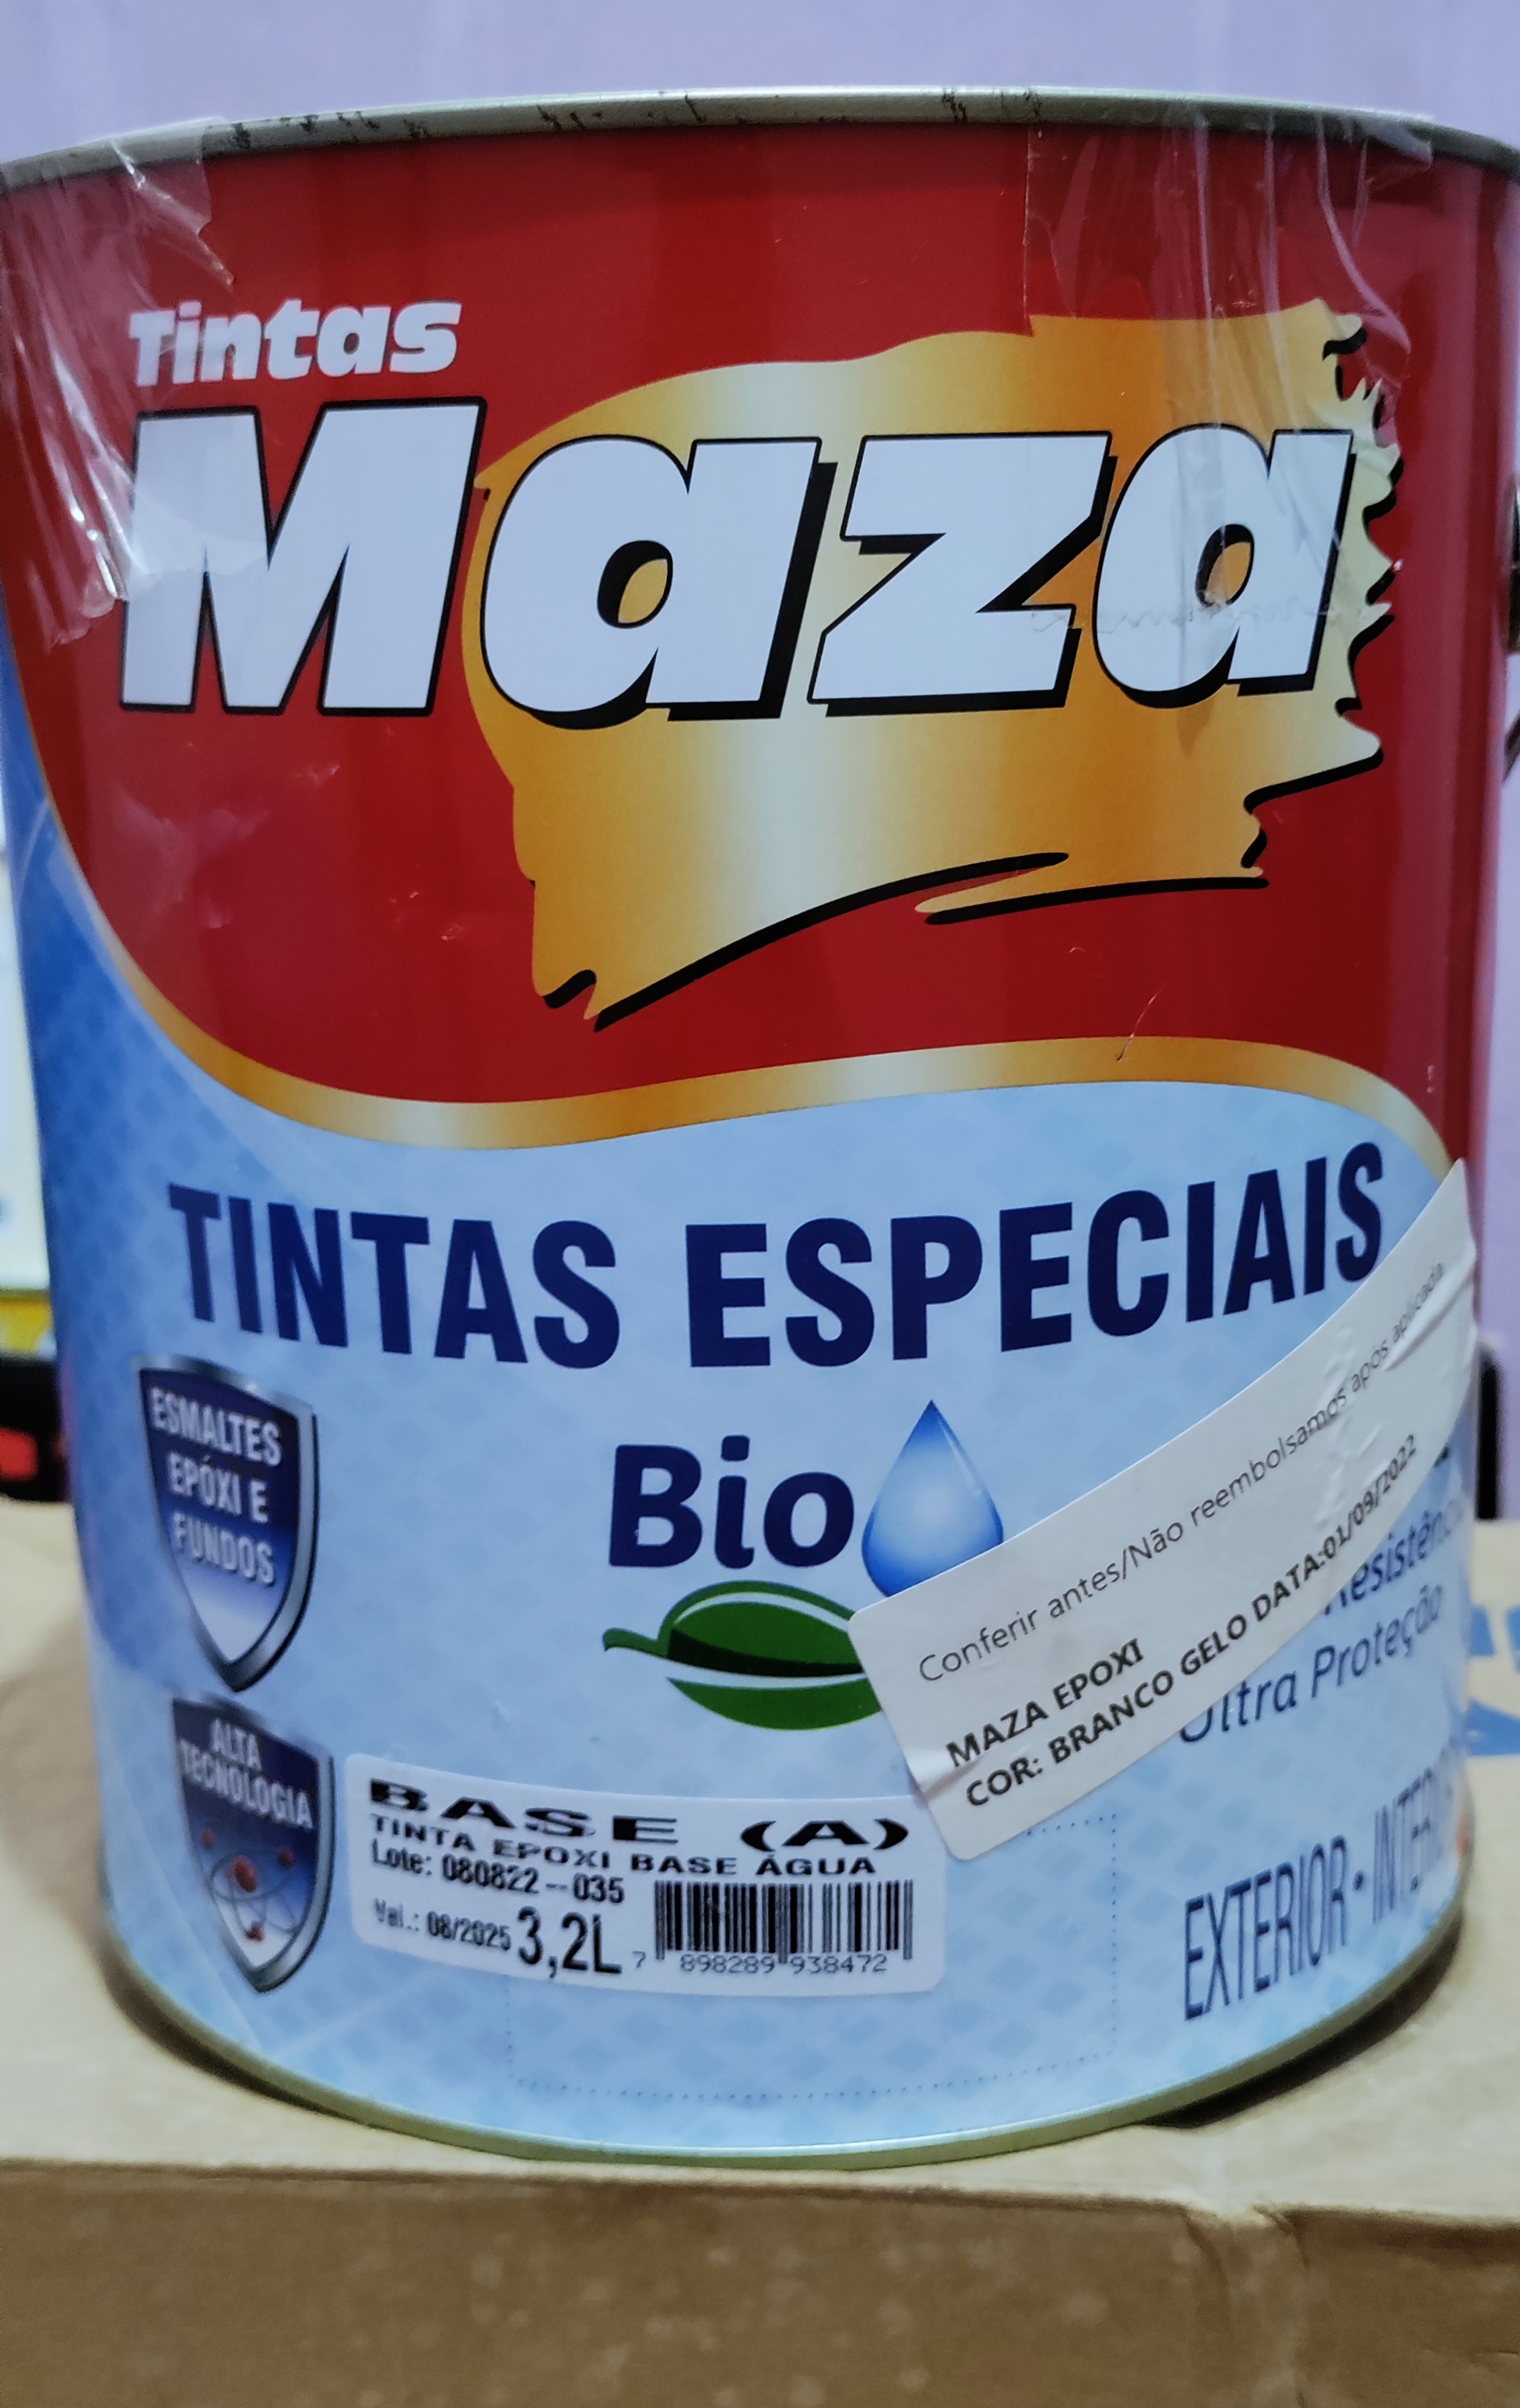 Tintas
Maza
TINTAS ESPECIAIS
ESMALTES
EPÓXI E
FUNDOS
Bio
Conferir antes/Não reembolsamos após aplicada
MAZA EPOXI
COR: BRANCO GELO DATA:01/09/2022
Ultra Proteção
ALTA
TECNOLOGIA
BASE (A)
TINTA EPOXI BASE ÁGUA
Lote: 080822--035
Val.: 08/2025 3,2L
7 898289 938472
EXTERIOR •